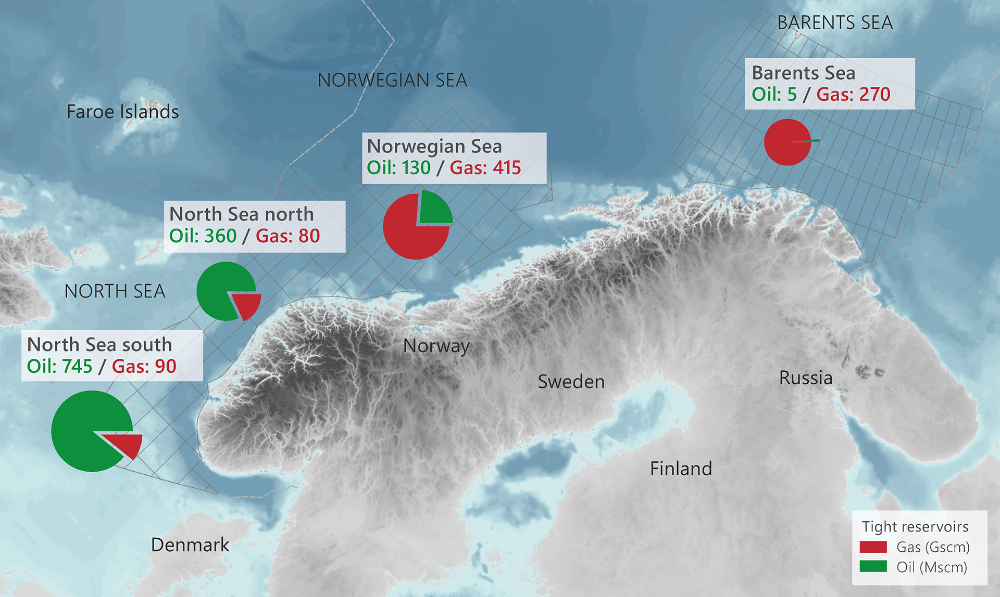 BARENTS SEA
Barents Sea
Oil: 5 / Gas: 270
NORWEGIAN SEA
Faroe Islands
Norwegian Sea
Oil: 130 / Gas: 415
North Sea north
Oil: 360 / Gas: 80
NORTH SEA
North Sea south
Oil: 745 / Gas: 90
Norway
Sweden
Russia
Finland
Denmark
Tight reservoirs
Gas (Gscm)
Oil (Mscm)